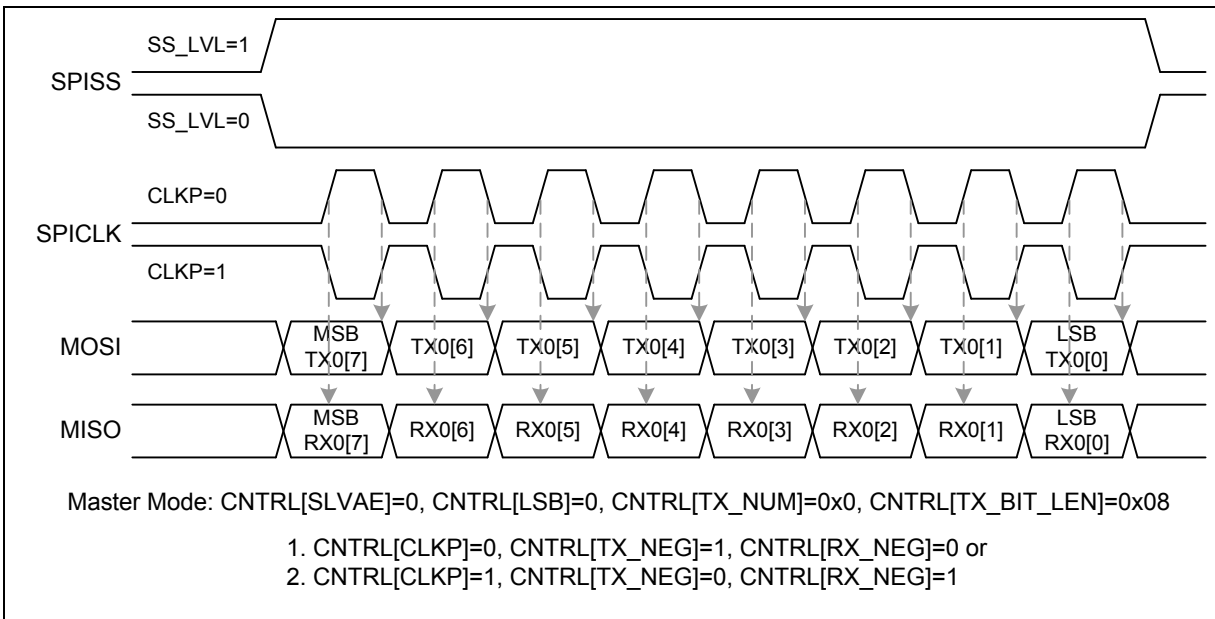 SS_LVL=1
SPISS
SS_LVL=0
CLKP=0
SPICLK
CLKP=1
MOSI
MSB
TX0[7]
TX0[6]
TX0[5]
TX0[4]
TX0[3]
TX0[2]
TX0[1]
LSB
TX0[0]
MISO
MSB
RX0[7]
RX0[6]
RX0[5]
RX0[4]
RX0[3]
RX0[2]
RX0[1]
LSB
RX0[0]
Master Mode: CNTRL[SLVAE]=0, CNTRL[LSB]=0, CNTRL[TX_NUM]=0x0, CNTRL[TX_BIT_LEN]=0x08
1. CNTRL[CLKP]=0, CNTRL[TX_NEG]=1, CNTRL[RX_NEG]=0 or
2. CNTRL[CLKP]=1, CNTRL[TX_NEG]=0, CNTRL[RX_NEG]=1